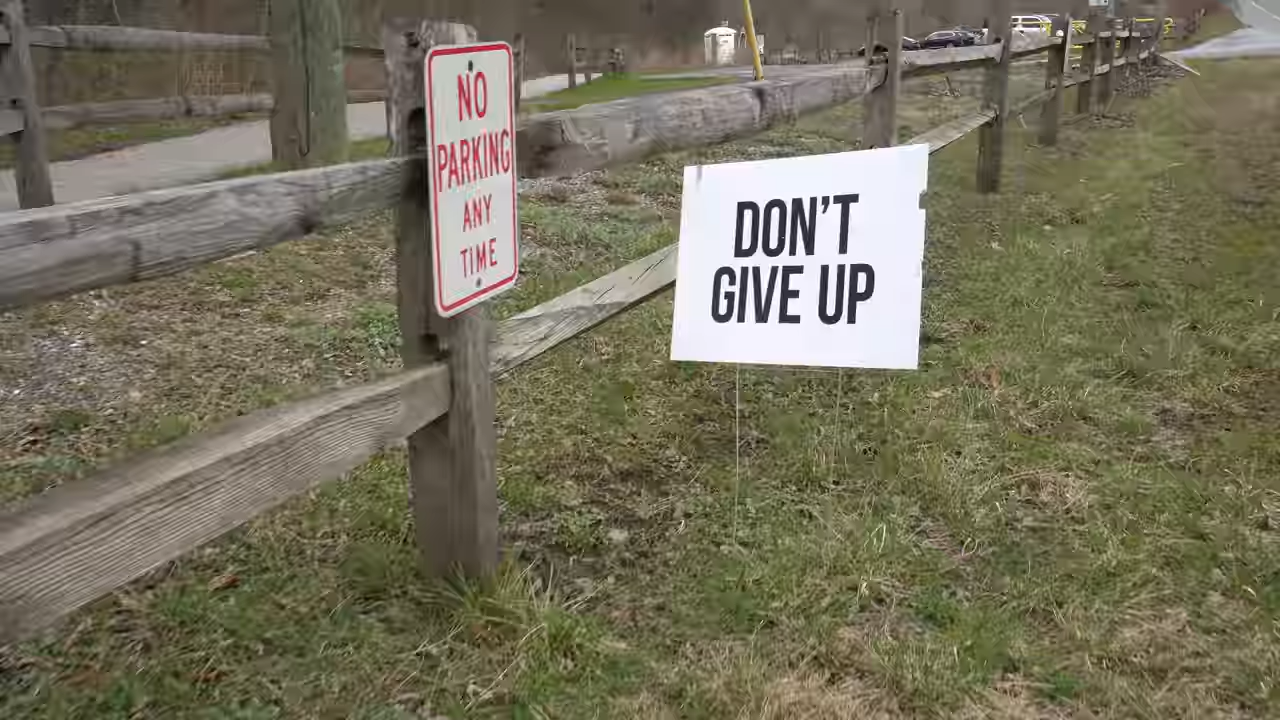 NO
PARKING
ANY
TIME
DON'T
GIVE UP